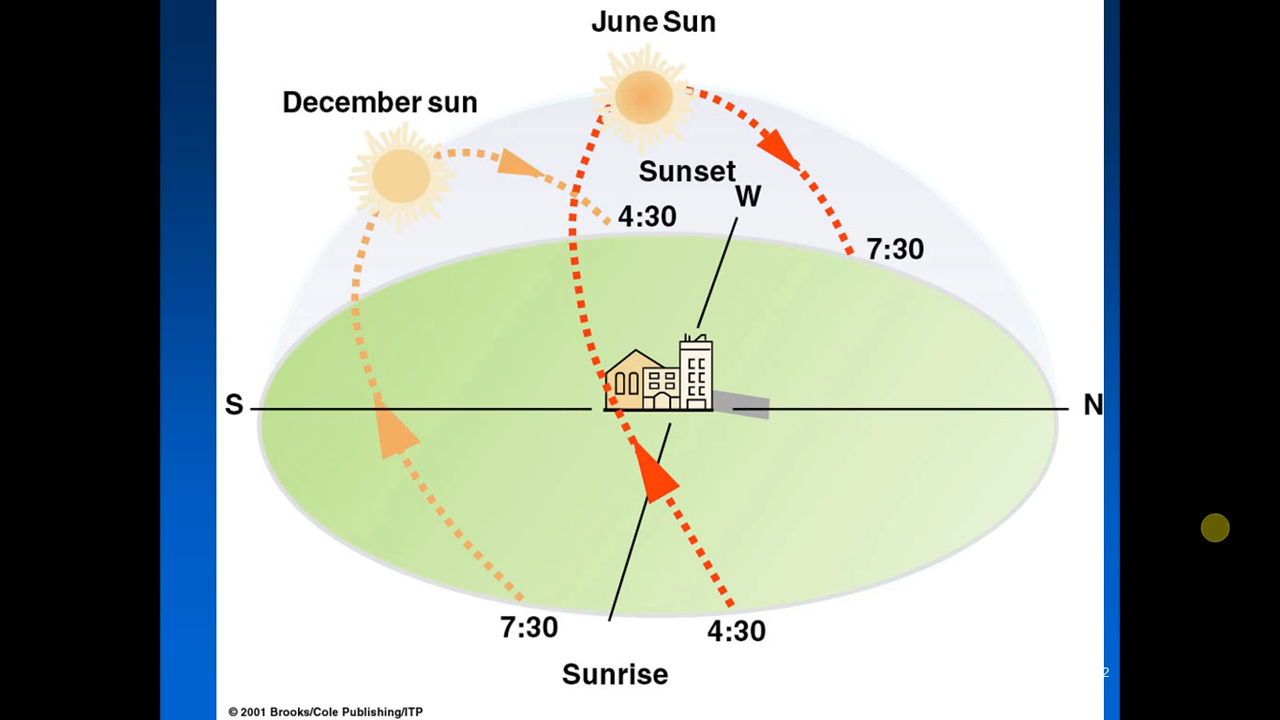 June Sun
December sun
Sunset
W
4:30
7:30
S
N
7:30
4:30
Sunrise
2
© 2001 Brooks/Cole Publishing/ITP